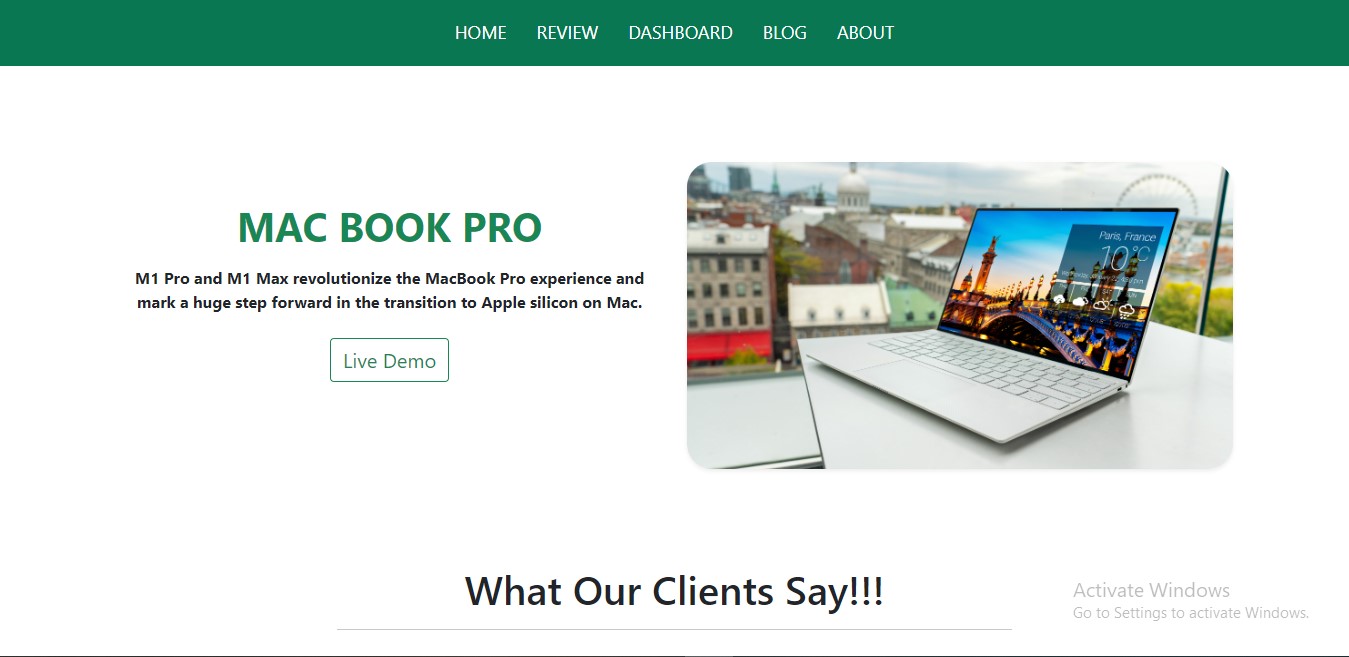 HOME REVIEW DASHBOARD BLOG ABOUT
MAC BOOK PRO
M1 Pro and M1 Max revolutionize the MacBook Pro experience and
mark a huge step forward in the transition to Apple silicon on Mac.
Live Demo
Paris, France
10°C
What Our Clients Say!!!
Activate Windows
Go to Settings to activate Windows.